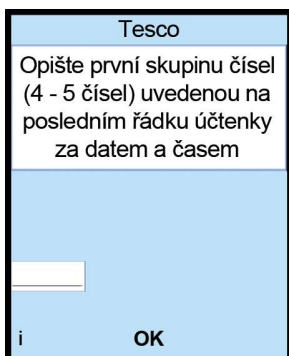 Tesco
Opište první skupinu čísel
(4 - 5 čísel) uvedenou na
posledním řádku účtenky
za datem a časem
i OK